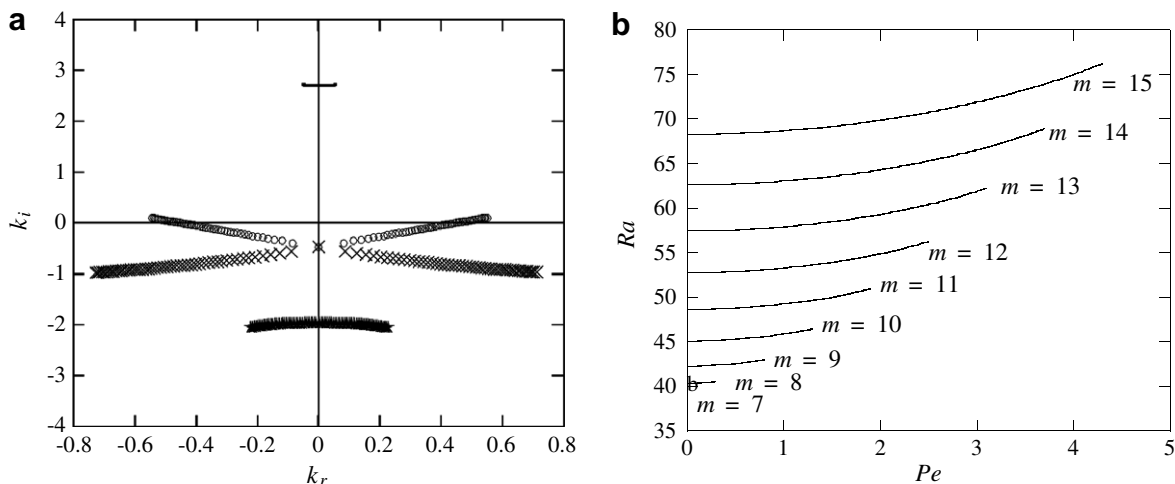 a
4
3
2
1
0
-1
-2
-3
-4
k_i
-0.8
-0.6
-0.4
-0.2
0
0.2
0.4
0.6
0.8
k_r
b
80
75
70
65
60
55
50
45
40
35
Ra
m = 15
m = 14
m = 13
m = 12
m = 11
m = 10
m = 9
m = 8
b
m = 7
0
1
2
3
4
5
Pe